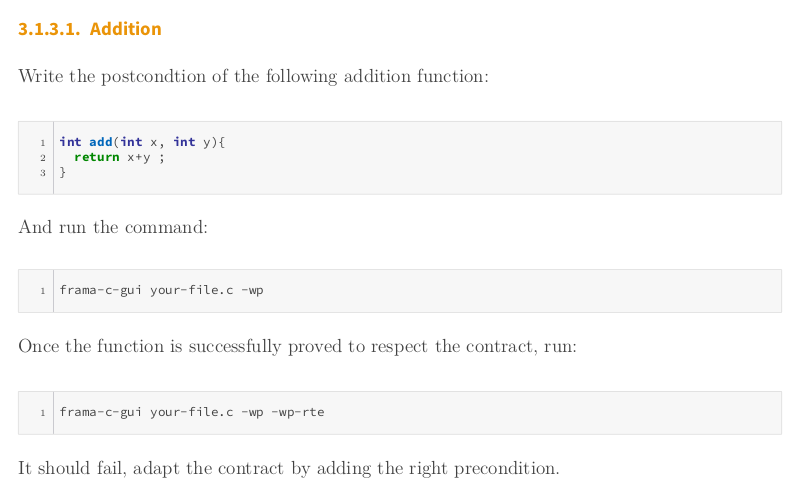 3.1.3.1. Addition
Write the postcondtion of the following addition function:
1 int add(int x, int y){
2   return x+y ;
3 }
And run the command:
1 frama-c-gui your-file.c -wp
Once the function is successfully proved to respect the contract, run:
1 frama-c-gui your-file.c -wp -wp-rte
It should fail, adapt the contract by adding the right precondition.